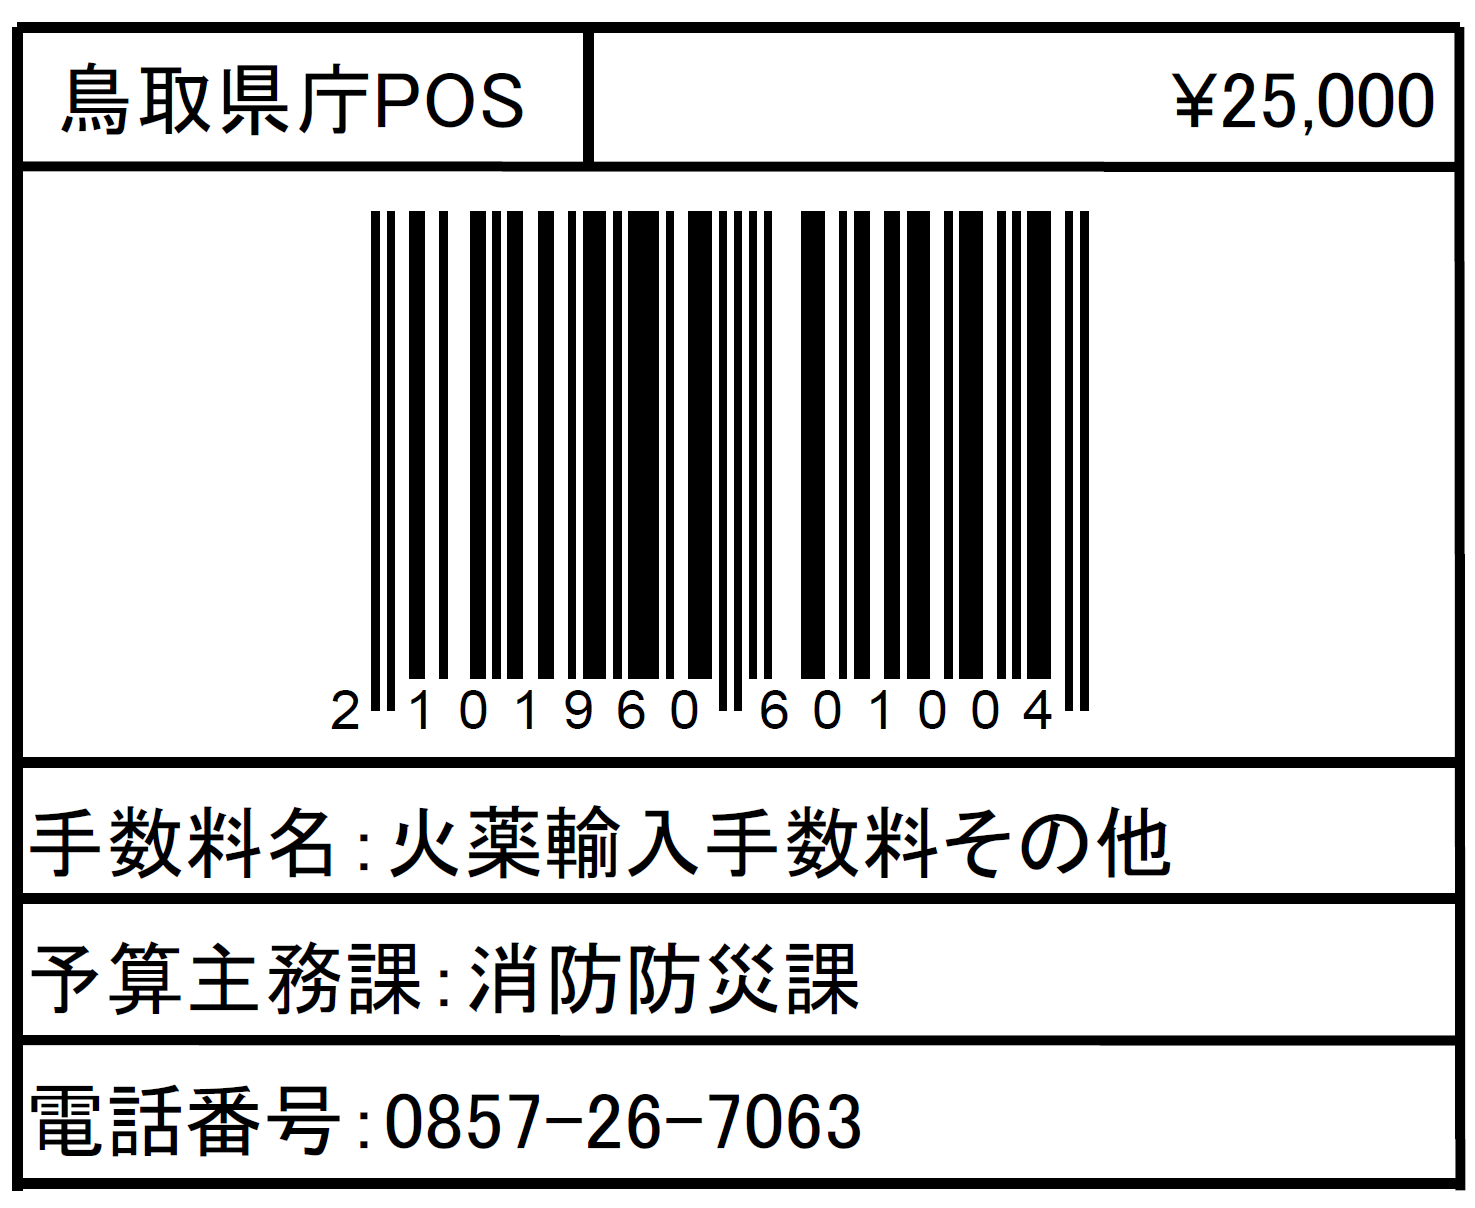 鳥取県庁POS
¥25,000
2 101960 601004
手数料名:火薬輸入手数料その他
予算主務課:消防防災課
電話番号:0857-26-7063